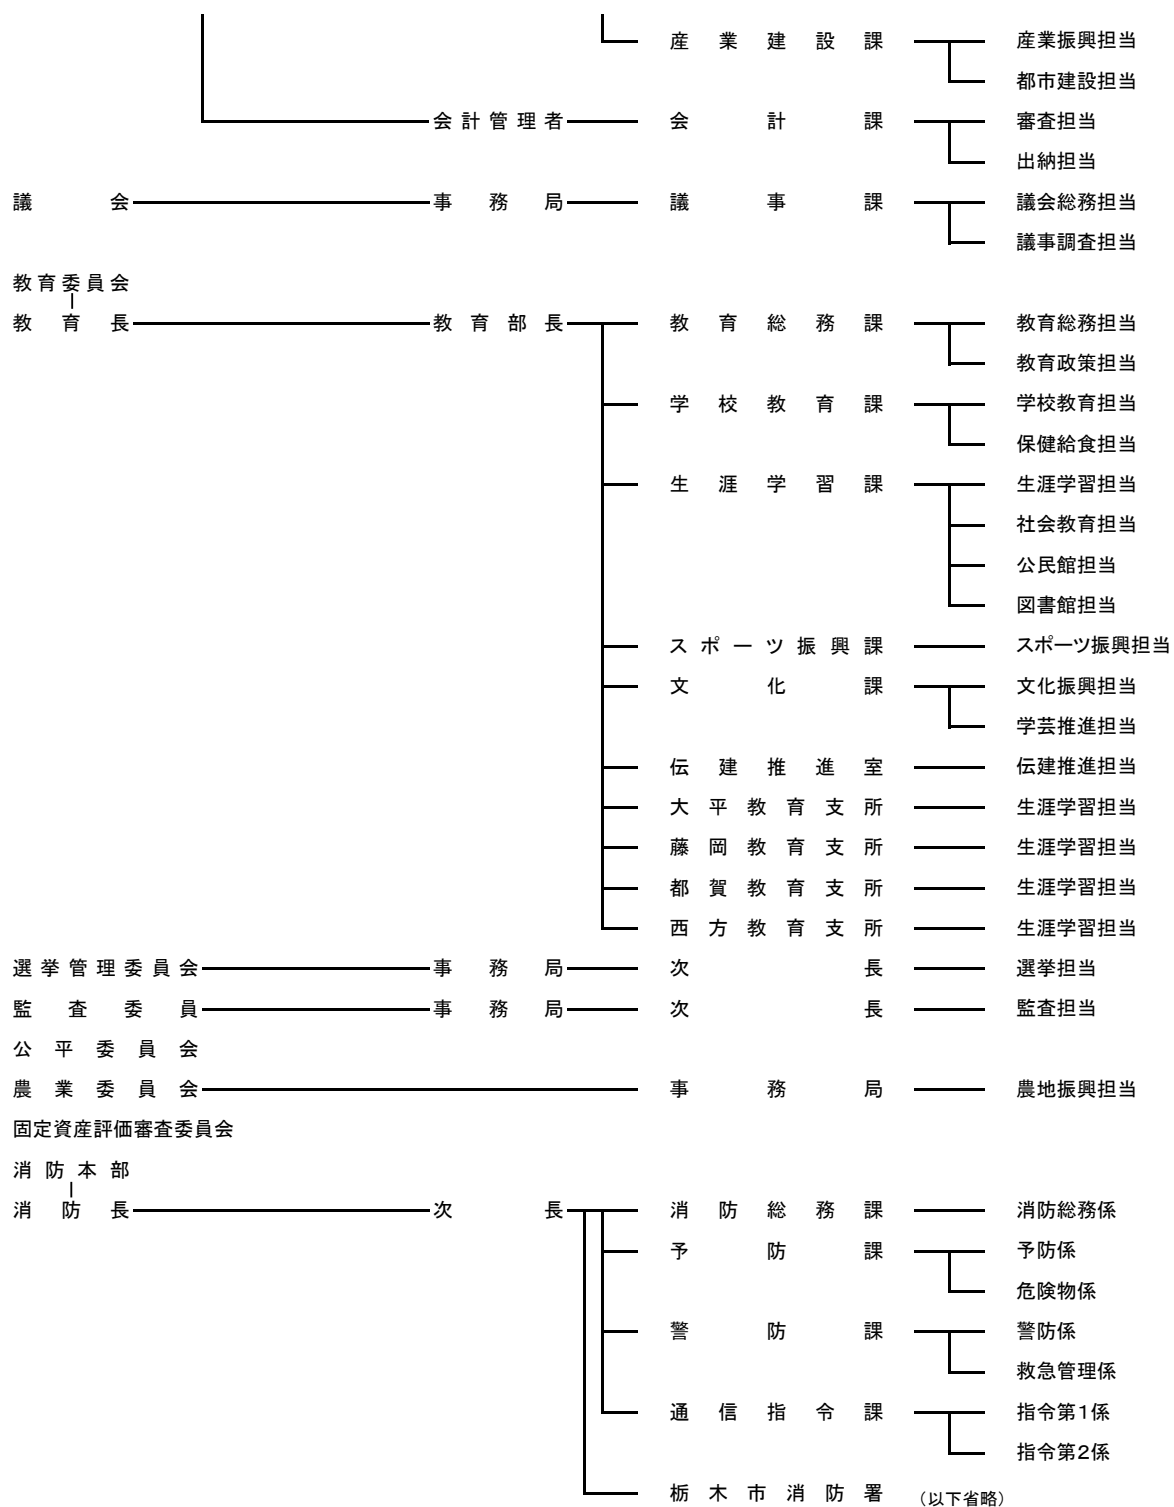 産業建設課 産業振興担当
都市建設担当
会計管理者 会計課 審査担当
出納担当
議会 事務局 議事課 議会総務担当
議事調査担当
教育委員会
教育長 教育部長 教育総務課 教育総務担当
教育政策担当
学校教育課 学校教育担当
保健給食担当
生涯学習課 生涯学習担当
社会教育担当
公民館担当
図書館担当
スポーツ振興課 スポーツ振興担当
文化課 文化振興担当
学芸推進担当
伝建推進室 伝建推進担当
大平教育支所 生涯学習担当
藤岡教育支所 生涯学習担当
都賀教育支所 生涯学習担当
西方教育支所 生涯学習担当
選挙管理委員会 事務局 次長 選挙担当
監査委員 事務局 次長 監査担当
公平委員会
農業委員会 事務局 農地振興担当
固定資産評価審査委員会
消防本部
消防長 次長 消防総務課 消防総務係
予防課 予防係
危険物係
警防課 警防係
救急管理係
通信指令課 指令第1係
指令第2係
栃木市消防署 （以下省略）